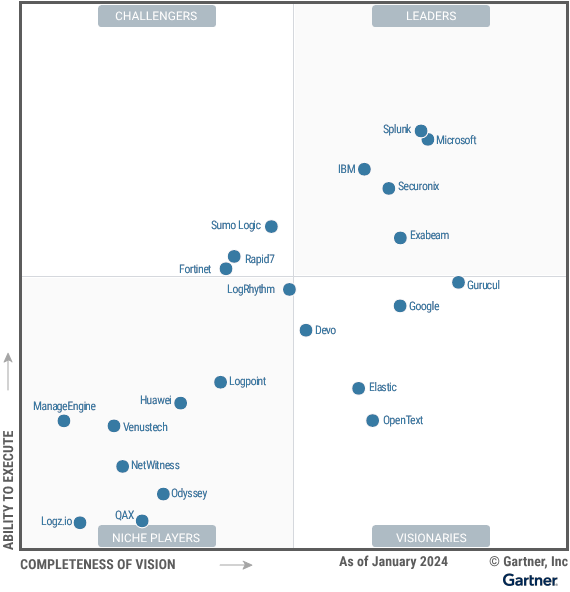 CHALLENGERS
LEADERS
Splunk
Microsoft
IBM
Securonix
Sumo Logic
Exabeam
Rapid7
Fortinet
Gurucul
LogRhythm
Google
Devo
Logpoint
Elastic
Huawei
ManageEngine
OpenText
Venustech
NetWitness
Odyssey
QAX
Logz.io
NICHE PLAYERS
VISIONARIES
ABILITY TO EXECUTE
COMPLETENESS OF VISION
As of January 2024
© Gartner, Inc
Gartner